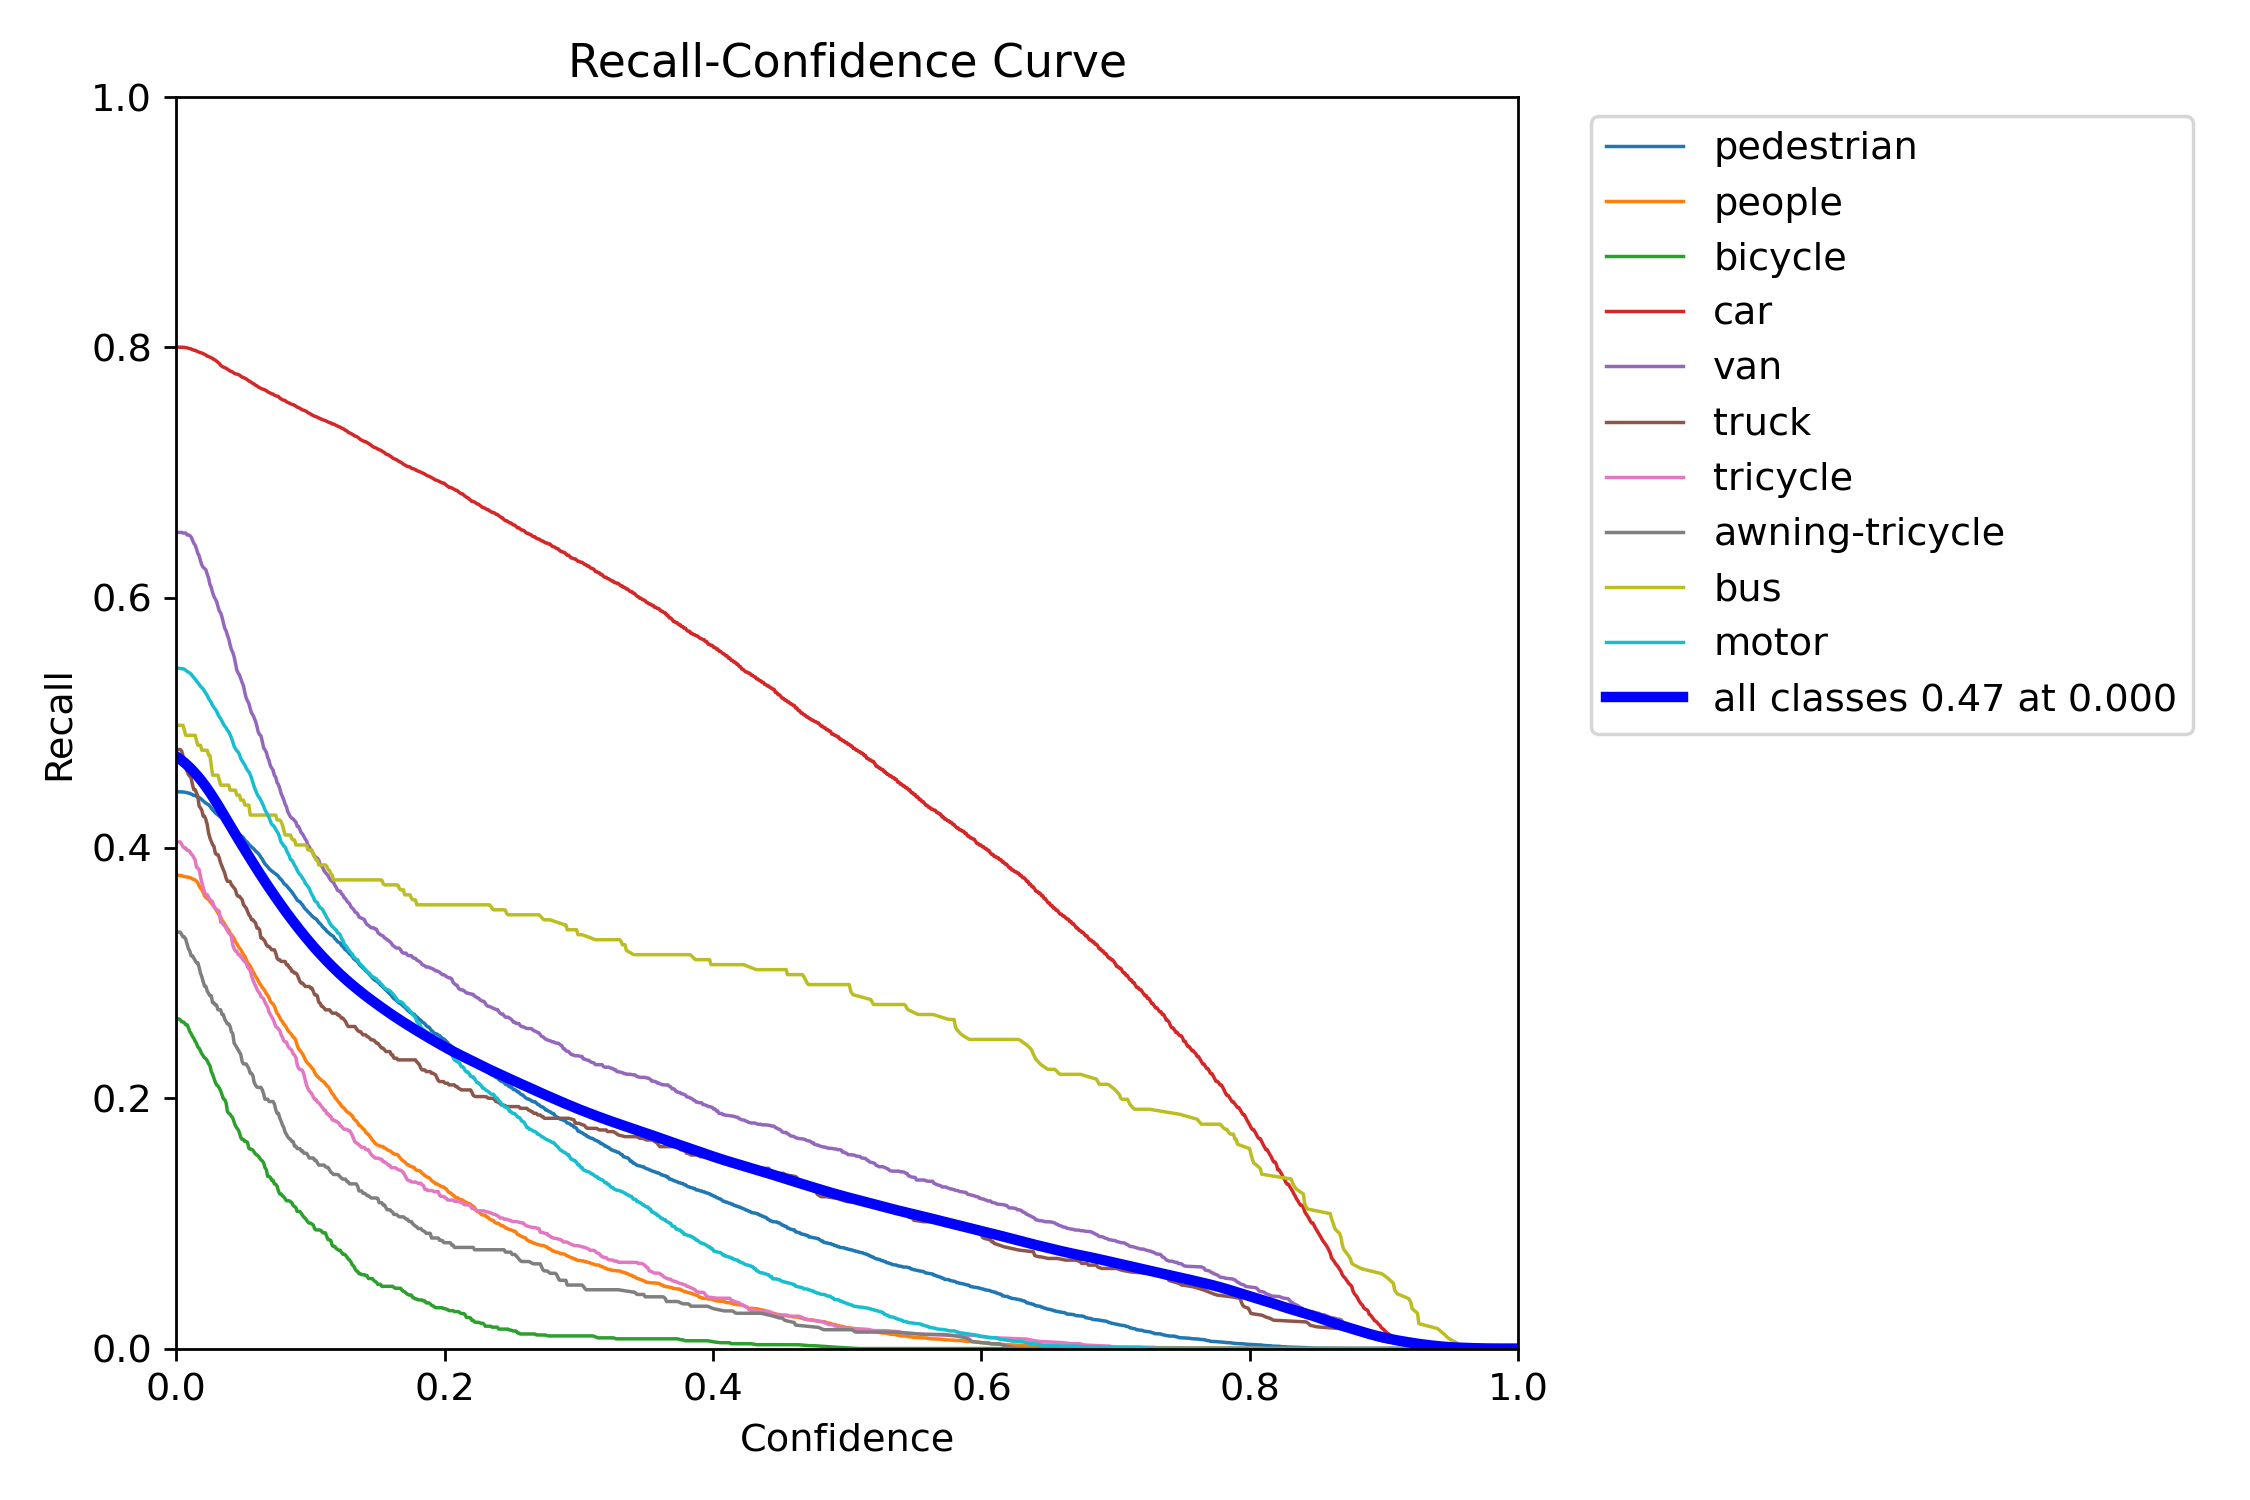 Recall-Confidence Curve
1.0
0.8
0.6
0.4
0.2
0.0
Recall
0.0 0.2 0.4 0.6 0.8 1.0
Confidence
pedestrian
people
bicycle
car
van
truck
tricycle
awning-tricycle
bus
motor
all classes 0.47 at 0.000